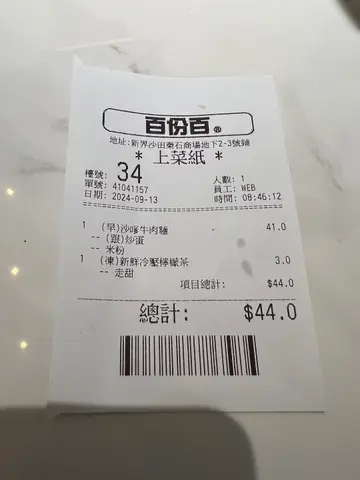 百份百®
地址:新界沙田秦石商場地下2-3號鋪
* 上菜紙 *
檯號: 34 人數: 1
單號: 41041157 員工: WEB
日期: 2024-09-13 時間: 08:46:12
1 (早)沙嗲牛肉麵 41.0
-- (跟)炒蛋
-- 米粉
1 (凍)新鮮冷壓檸檬茶 3.0
-- 走甜
項目總計: $44.0
總計: $44.0